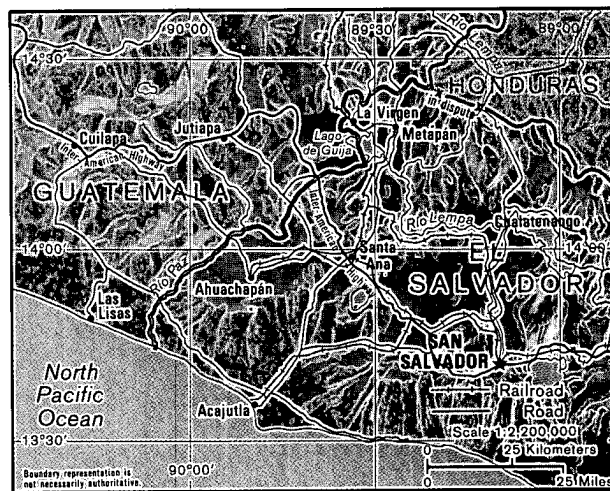 90°00'
89°30'
89°00'
14°30'
Río Lempa
HONDURAS
in dispute
La Virgen
Metapán
Lago
de Guija
Jutiapa
Cuilapa
Inter-
American Highway
GUATEMALA
Inter-American
Highway
Río Lempa
Chalatenango
14°00'
14°00'
Santa
Ana
EL
SALVADOR
Río Paz
Ahuachapán
Las
Lisas
SAN
SALVADOR
North
Pacific
Ocean
Acajutla
Railroad
Road
Scale 1:2,200,000
0 25 Kilometers
0 25 Miles
13°30'
90°00'
Boundary representation is
not necessarily authoritative.